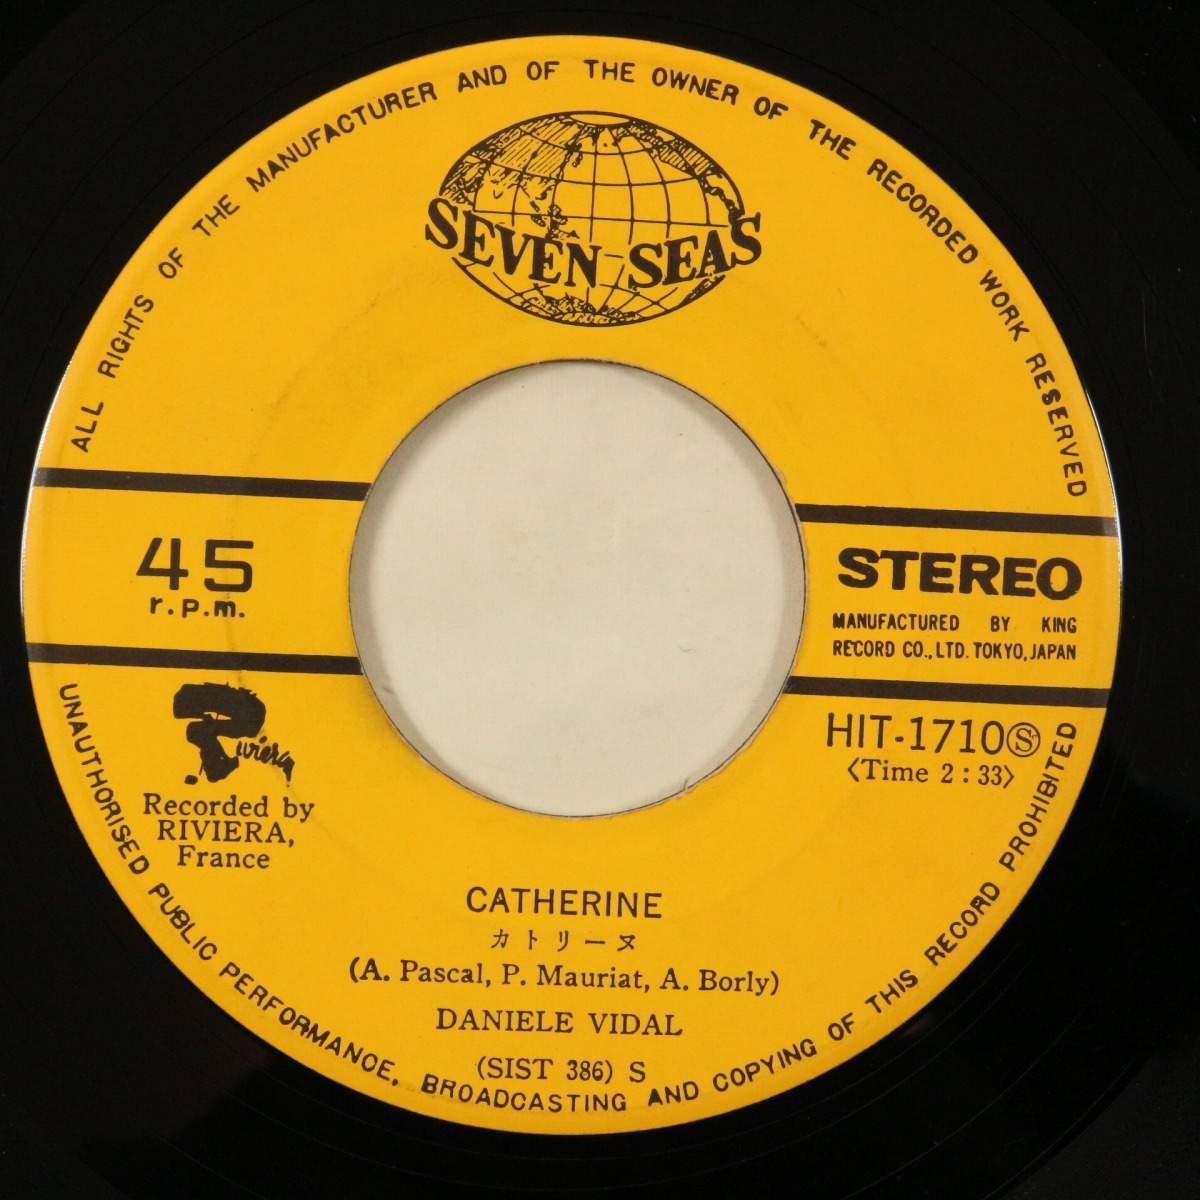 ALL RIGHTS OF THE MANUFACTURER AND OF THE OWNER OF THE RECORDED WORK RESERVED
SEVEN SEAS
45
r.p.m.
STEREO
MANUFACTURED BY KING
RECORD CO., LTD. TOKYO, JAPAN
Riviera
Recorded by
RIVIERA,
France
HIT-1710Ⓢ
〈Time 2:33〉
CATHERINE
カトリーヌ
(A. Pascal, P. Mauriat, A. Borly)
DANIELE VIDAL
(SIST 386) S
UNAUTHORISED PUBLIC PERFORMANCE, BROADCASTING AND COPYING OF THIS RECORD PROHIBITED